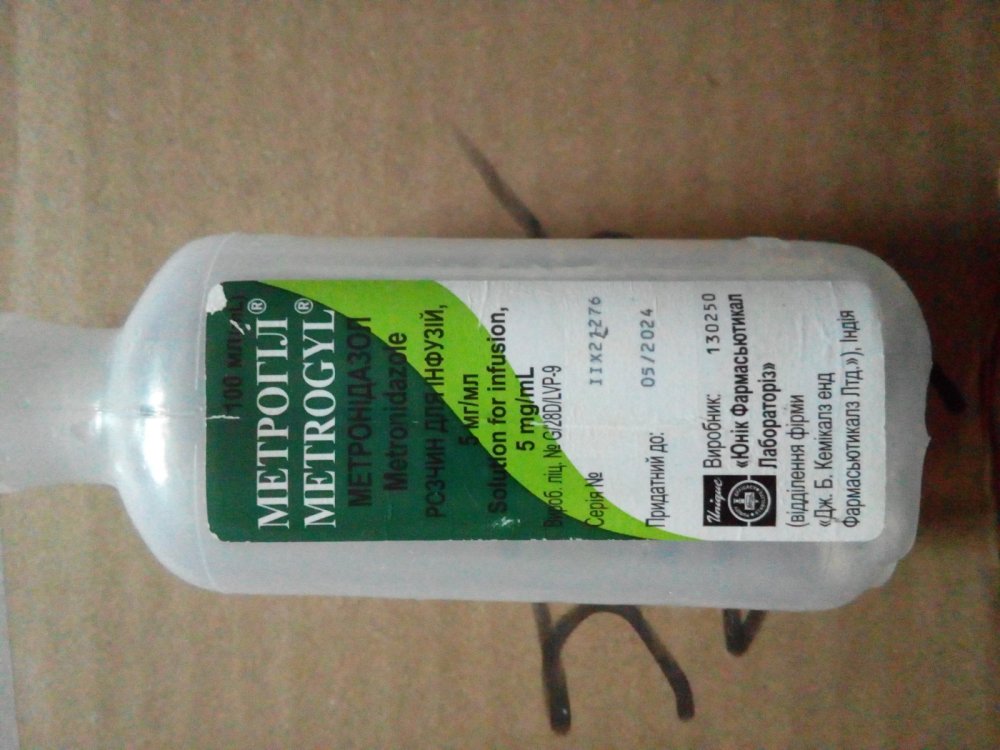 100 мл
МЕТРОГІЛ®
METROGYL®
МЕТРОНІДАЗОЛ
Metronidazole
РОЗЧИН ДЛЯ ІНФУЗІЙ,
5 мг/мл
Solution for infusion,
5 mg/mL
Вироб. ліц. № G/28D/LVP-9
Серія №
Придатний до: 05/2024
Unique
Виробник: 130250
«Юнік Фармасьютикал
Лабораторіз»
(відділення фірми
«Дж. Б. Кемікалз енд
Фармасьютикалз Лтд.»), Індія